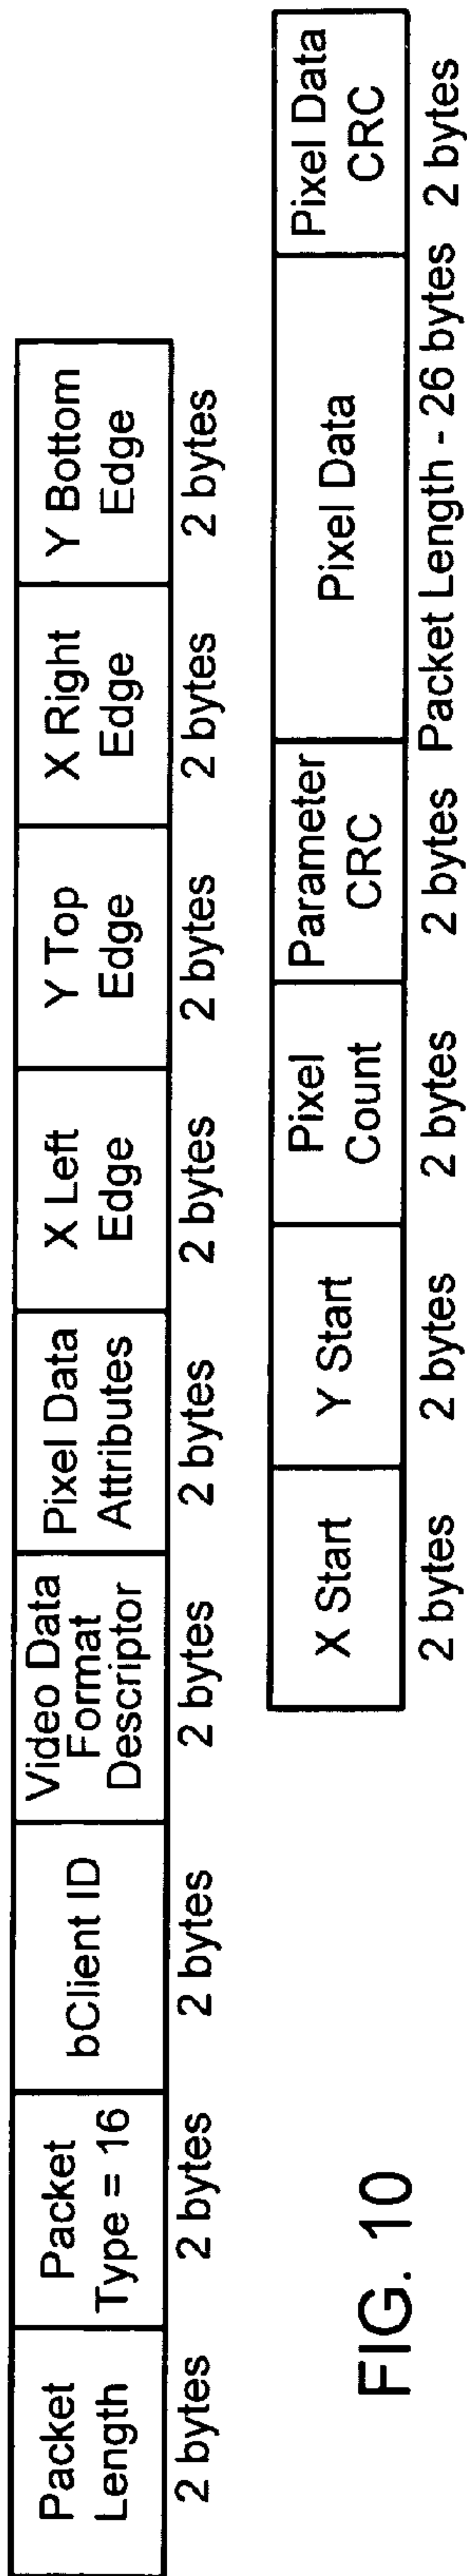 Packet
Length
2 bytes
Packet
Type = 16
2 bytes
bClient ID
2 bytes
Video Data
Format
Descriptor
2 bytes
Pixel Data
Attributes
2 bytes
X Left
Edge
2 bytes
Y Top
Edge
2 bytes
X Right
Edge
2 bytes
Y Bottom
Edge
2 bytes
X Start
2 bytes
Y Start
2 bytes
Pixel
Count
2 bytes
Parameter
CRC
2 bytes
Pixel Data
Packet Length - 26 bytes
Pixel Data
CRC
2 bytes
FIG. 10